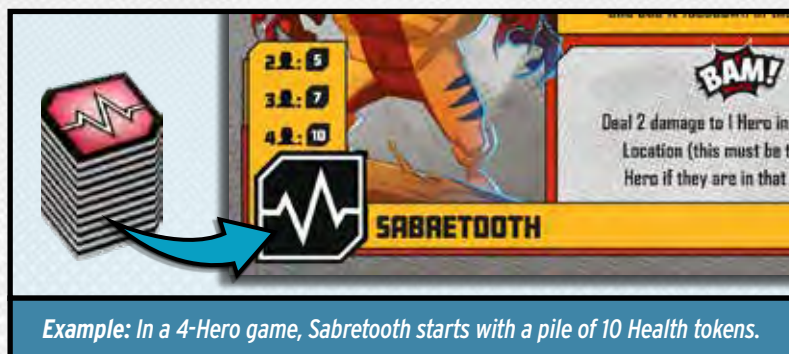 2 : 5
3 : 7
4 : 10
BAM!
Deal 2 damage to 1 Hero in
Location (this must be t
Hero if they are in that
SABRETOOTH
Example: In a 4-Hero game, Sabretooth starts with a pile of 10 Health tokens.